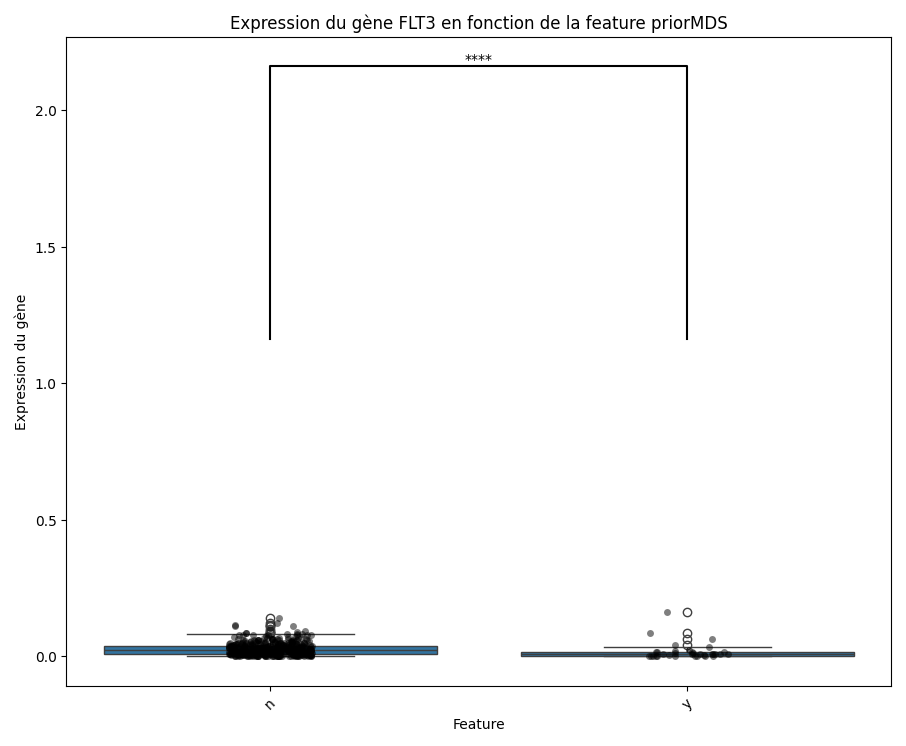 Expression du gène FLT3 en fonction de la feature priorMDS
****
2.0
1.5
1.0
0.5
0.0
Expression du gène
n
y
Feature